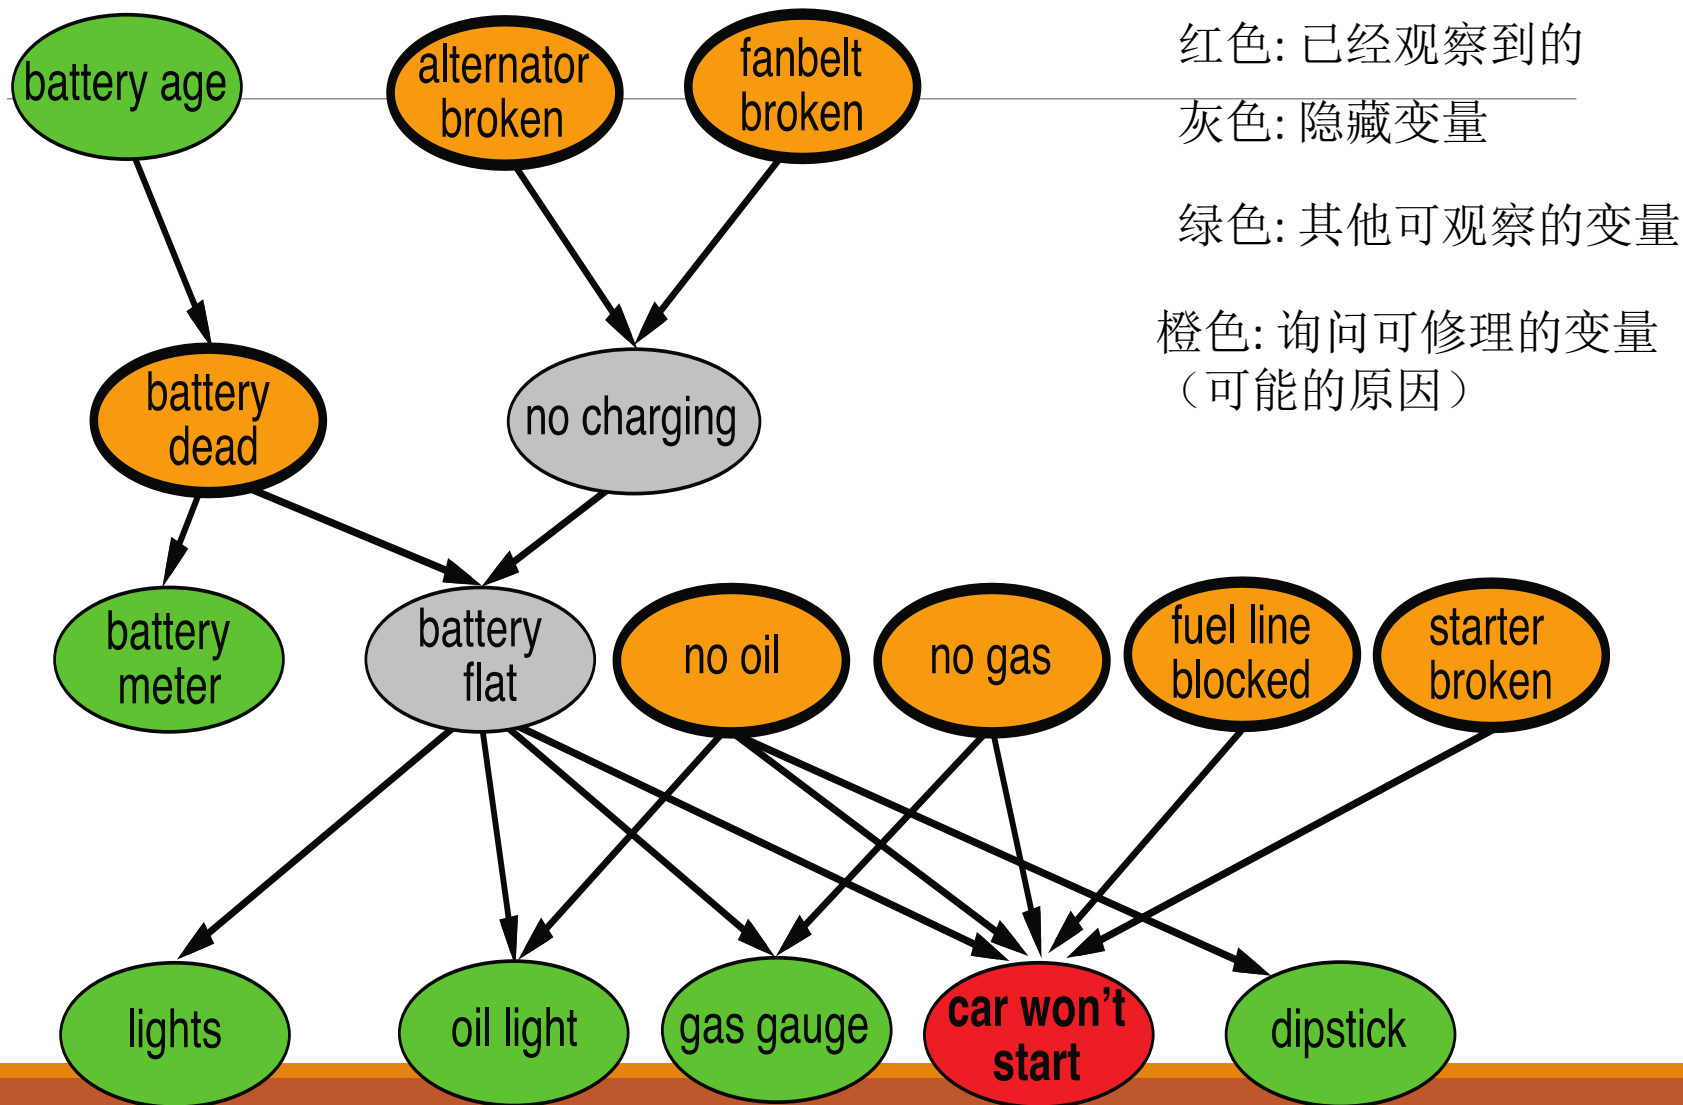 battery age
alternator
broken
fanbelt
broken
红色: 已经观察到的
灰色: 隐藏变量
绿色: 其他可观察的变量
橙色: 询问可修理的变量
（可能的原因）
battery
dead
no charging
battery
meter
battery
flat
no oil
no gas
fuel line
blocked
starter
broken
lights
oil light
gas gauge
car won't
start
dipstick